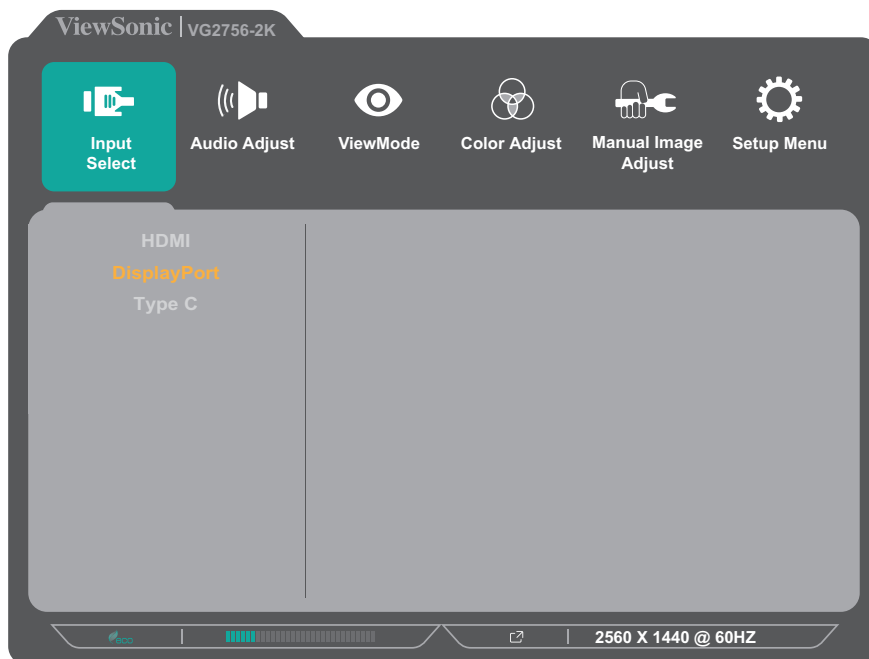 ViewSonic | VG2756-2K
Input
Select
Audio Adjust
ViewMode
Color Adjust
Manual Image
Adjust
Setup Menu
HDMI
DisplayPort
Type C
eco
2560 X 1440 @ 60HZ